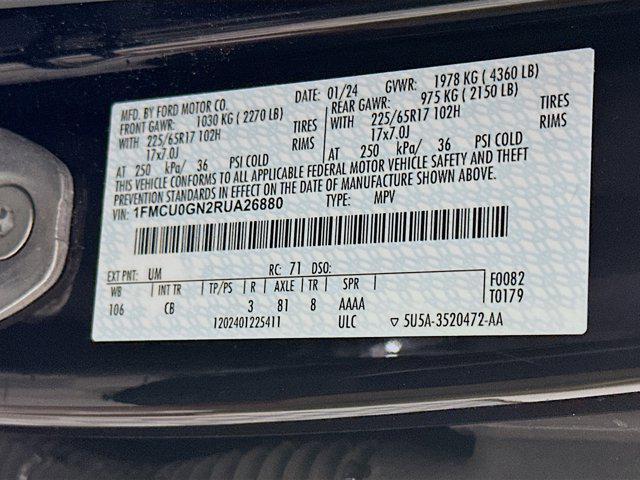 MFD. BY FORD MOTOR CO. DATE: 01/24 GVWR: 1978 KG ( 4360 LB)
FRONT GAWR: 1030 KG ( 2270 LB) REAR GAWR: 975 KG ( 2150 LB)
WITH 225/65R17 102H TIRES WITH 225/65R17 102H TIRES
17x7.0J RIMS 17x7.0J RIMS
AT 250 kPa/ 36 PSI COLD AT 250 kPa/ 36 PSI COLD
THIS VEHICLE CONFORMS TO ALL APPLICABLE FEDERAL MOTOR VEHICLE SAFETY AND THEFT
PREVENTION STANDARDS IN EFFECT ON THE DATE OF MANUFACTURE SHOWN ABOVE.
VIN: 1FMCU0GN2RUA26880 TYPE: MPV
EXT PNT: UM RC: 71 DSO: F0082
WB INT TR TP/PS R AXLE TR SPR T0179
106 CB 3 81 8 AAAA
1202401225411 ULC ▽ 5U5A-3520472-AA